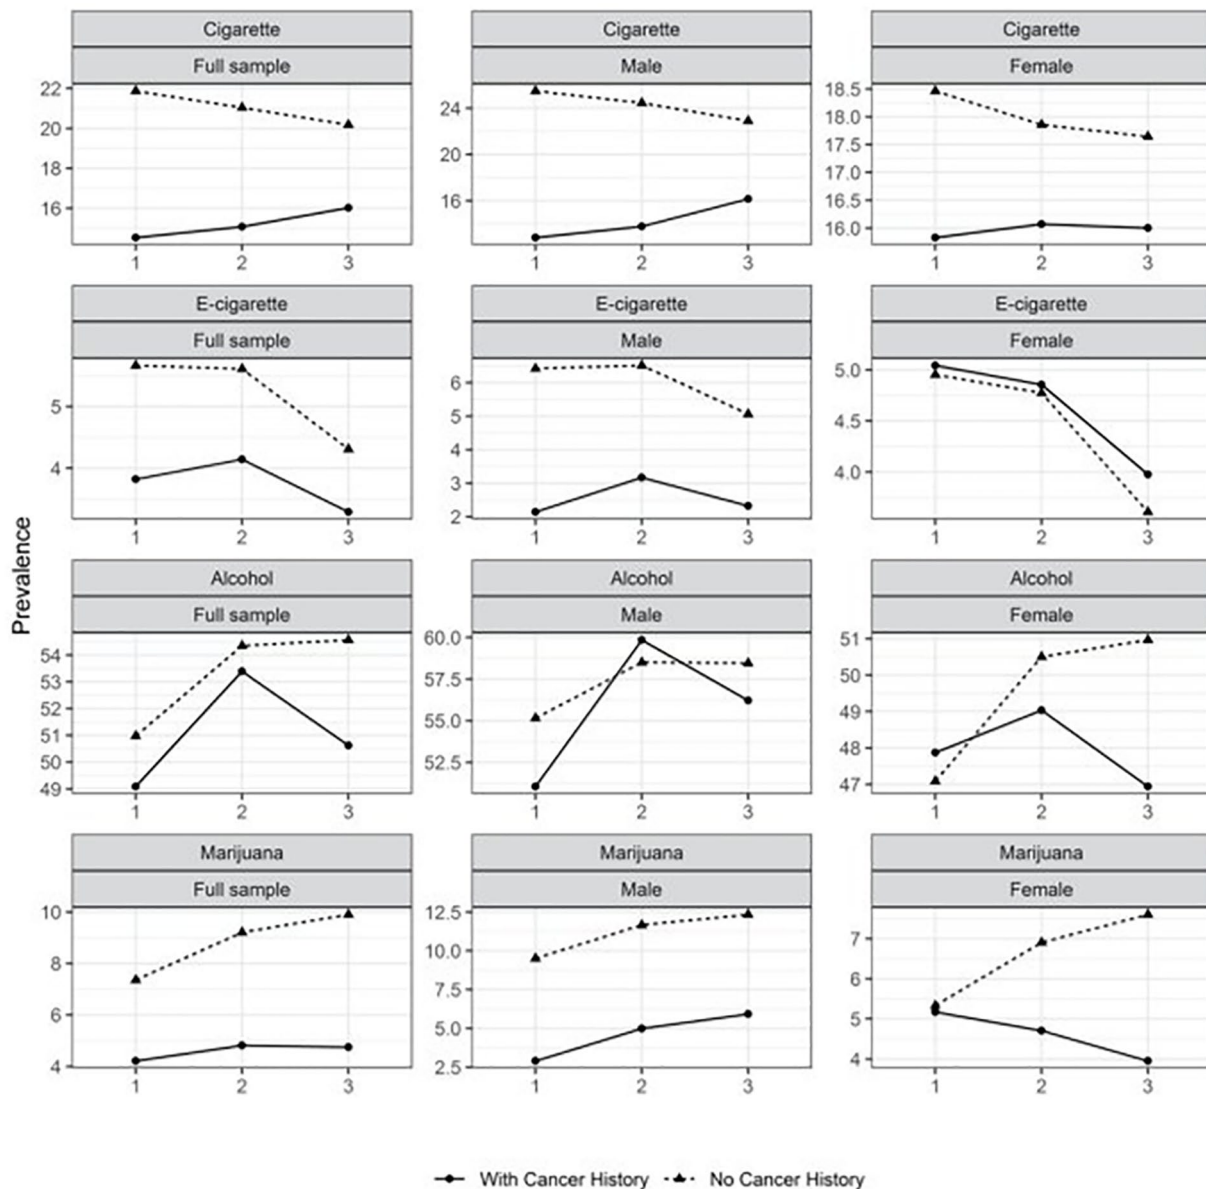 Cigarette Cigarette Cigarette
Full sample Male Female
22 24 18.5
20 20 18.0
18 16 17.5
16 17.0
16.5
16.0
1 2 3 1 2 3 1 2 3
E-cigarette E-cigarette E-cigarette
Full sample Male Female
5 6 5.0
4 5 4.5
4 4.0
3
2
1 2 3 1 2 3 1 2 3
Prevalence
Alcohol Alcohol Alcohol
Full sample Male Female
54 60.0 51
53 57.5 50
52 55.0 49
51 52.5 48
50 47
49
1 2 3 1 2 3 1 2 3
Marijuana Marijuana Marijuana
Full sample Male Female
10 12.5 7
8 10.0 6
6 7.5 5
4 5.0 4
2.5
1 2 3 1 2 3 1 2 3
With Cancer History No Cancer History